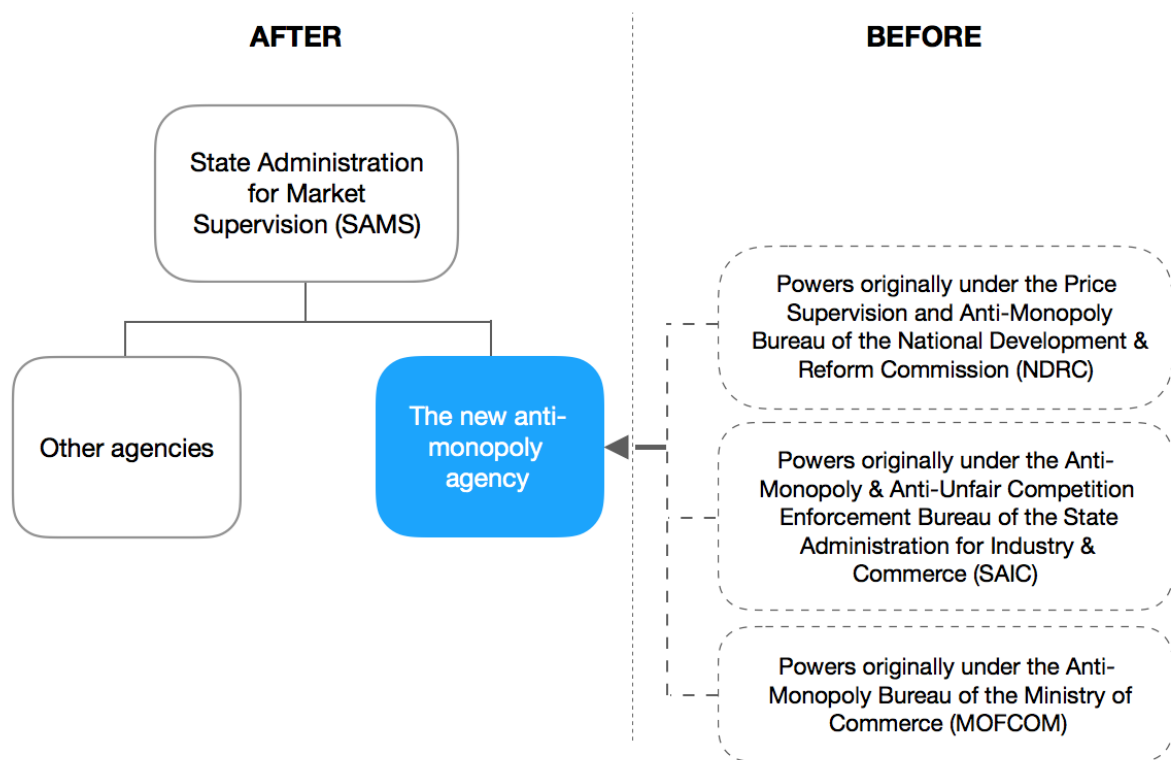 AFTER
BEFORE
State Administration
for Market
Supervision (SAMS)
Other agencies
The new anti-
monopoly
agency
Powers originally under the Price
Supervision and Anti-Monopoly
Bureau of the National Development &
Reform Commission (NDRC)
Powers originally under the Anti-
Monopoly & Anti-Unfair Competition
Enforcement Bureau of the State
Administration for Industry &
Commerce (SAIC)
Powers originally under the Anti-
Monopoly Bureau of the Ministry of
Commerce (MOFCOM)